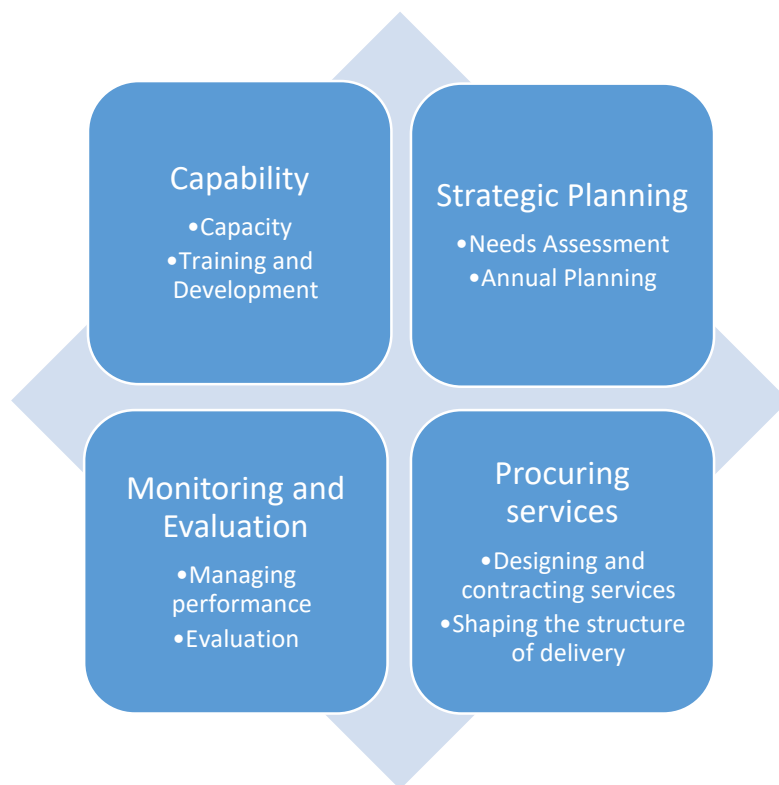 Capability
•Capacity
•Training and
Development
Strategic Planning
•Needs Assessment
•Annual Planning
Monitoring and
Evaluation
•Managing
performance
•Evaluation
Procuring
services
•Designing and
contracting services
•Shaping the structure
of delivery